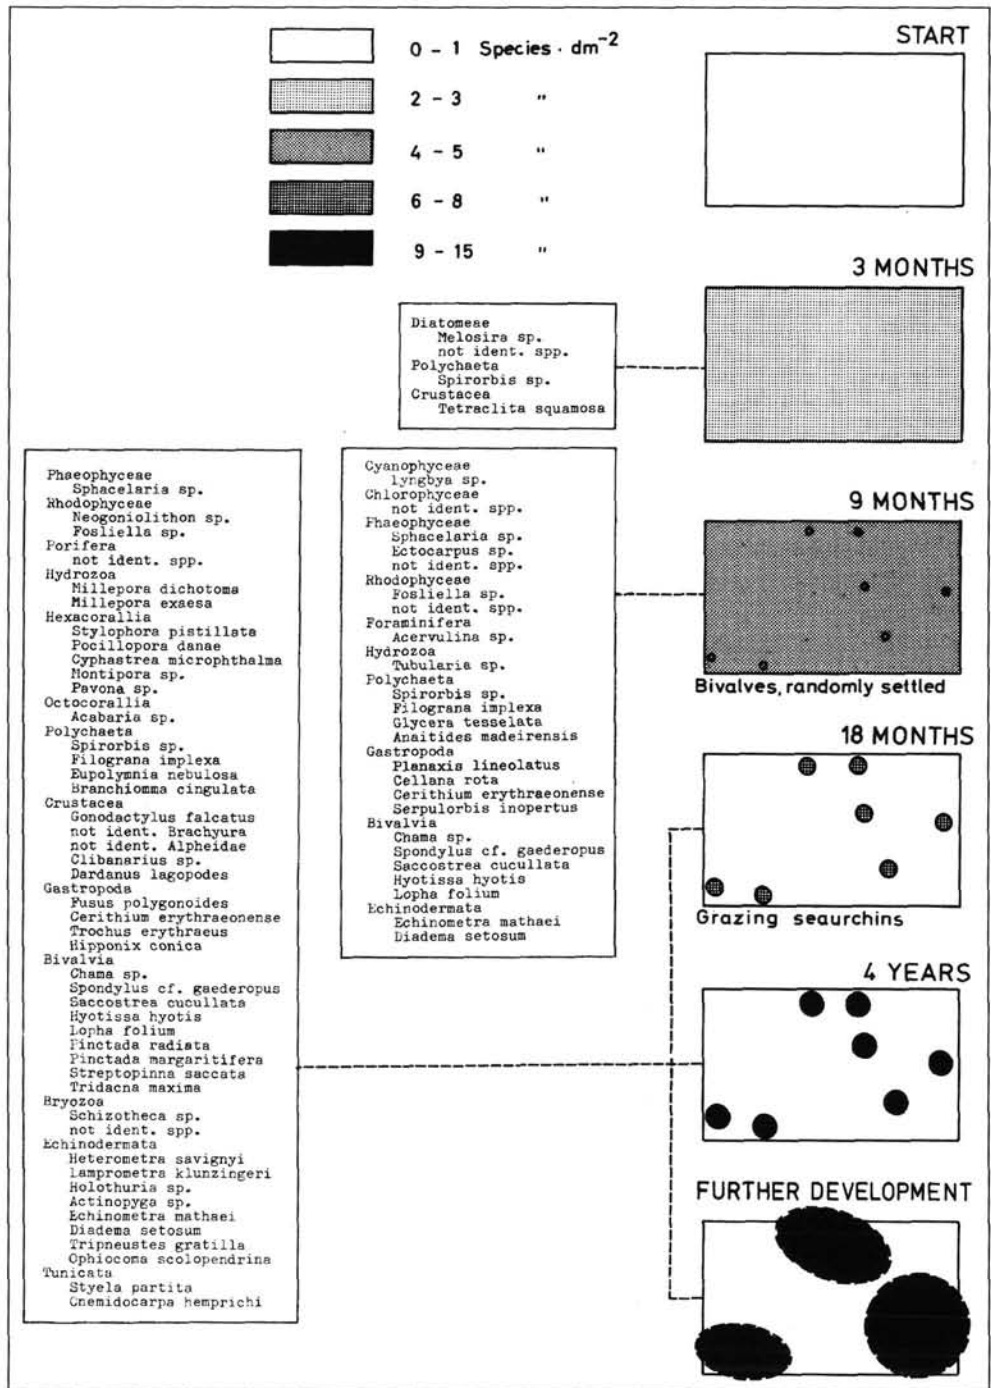 0 - 1 Species · dm⁻²
2 - 3 "
4 - 5 "
6 - 8 "
9 - 15 "
START
3 MONTHS
Diatomeae
Melosira sp.
not ident. spp.
Polychaeta
Spirorbis sp.
Crustacea
Tetraclita squamosa
Phaeophyceae
Sphacelaria sp.
Rhodophyceae
Neogoniolithon sp.
Fosliella sp.
Porifera
not ident. spp.
Hydrozoa
Millepora dichotoma
Millepora exaesa
Hexacorallia
Stylophora pistillata
Pocillopora danae
Cyphastrea microphthalma
Montipora sp.
Pavona sp.
Octocorallia
Acabaria sp.
Polychaeta
Spirorbis sp.
Filograna implexa
Eupolymnia nebulosa
Branchiomma cingulata
Crustacea
Gonodactylus falcatus
not ident. Brachyura
not ident. Alpheidae
Clibanarius sp.
Dardanus lagopodes
Gastropoda
Fusus polygonoides
Cerithium erythraeonense
Trochus erythraeus
Hipponix conica
Bivalvia
Chama sp.
Spondylus cf. gaederopus
Saccostrea cucullata
Hyotissa hyotis
Lopha folium
Pinctada radiata
Pinctada margaritifera
Streptopinna saccata
Tridacna maxima
Bryozoa
Schizotheca sp.
not ident. spp.
Echinodermata
Heterometra savignyi
Lamprometra klunzingeri
Holothuria sp.
Actinopyga sp.
Echinometra mathaei
Diadema setosum
Tripneustes gratilla
Ophiocoma scolopendrina
Tunicata
Styela partita
Cnemidocarpa hemprichi
Cyanophyceae
Lyngbya sp.
Chlorophyceae
not ident. spp.
Phaeophyceae
Sphacelaria sp.
Ectocarpus sp.
not ident. spp.
Rhodophyceae
Fosliella sp.
not ident. spp.
Foraminifera
Acervulina sp.
Hydrozoa
Tubularia sp.
Polychaeta
Spirorbis sp.
Filograna implexa
Glycera tesselata
Anaitides madeirensis
Gastropoda
Planaxis lineolatus
Cellana rota
Cerithium erythraeonense
Serpulorbis inopertus
Bivalvia
Chama sp.
Spondylus cf. gaederopus
Saccostrea cucullata
Hyotissa hyotis
Lopha folium
Echinodermata
Echinometra mathaei
Diadema setosum
9 MONTHS
Bivalves, randomly settled
18 MONTHS
Grazing seaurchins
4 YEARS
FURTHER DEVELOPMENT